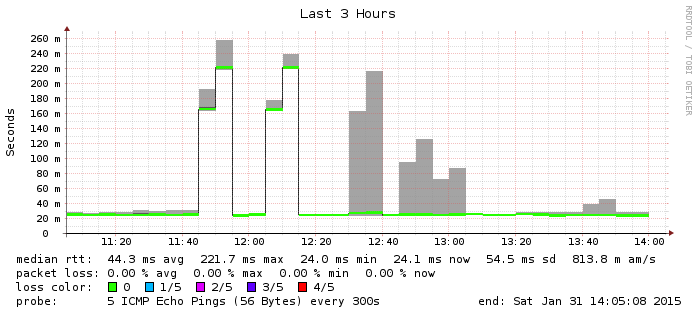 Last 3 Hours
RRDTOOL / TOBI OETIKER
Seconds
260 m
240 m
220 m
200 m
180 m
160 m
140 m
120 m
100 m
80 m
60 m
40 m
20 m
0
11:20 11:40 12:00 12:20 12:40 13:00 13:20 13:40 14:00
median rtt: 44.3 ms avg 221.7 ms max 24.0 ms min 24.1 ms now 54.5 ms sd 813.8 m am/s
packet loss: 0.00 % avg 0.00 % max 0.00 % min 0.00 % now
loss color: 0 1/5 2/5 3/5 4/5
probe: 5 ICMP Echo Pings (56 Bytes) every 300s end: Sat Jan 31 14:05:08 2015